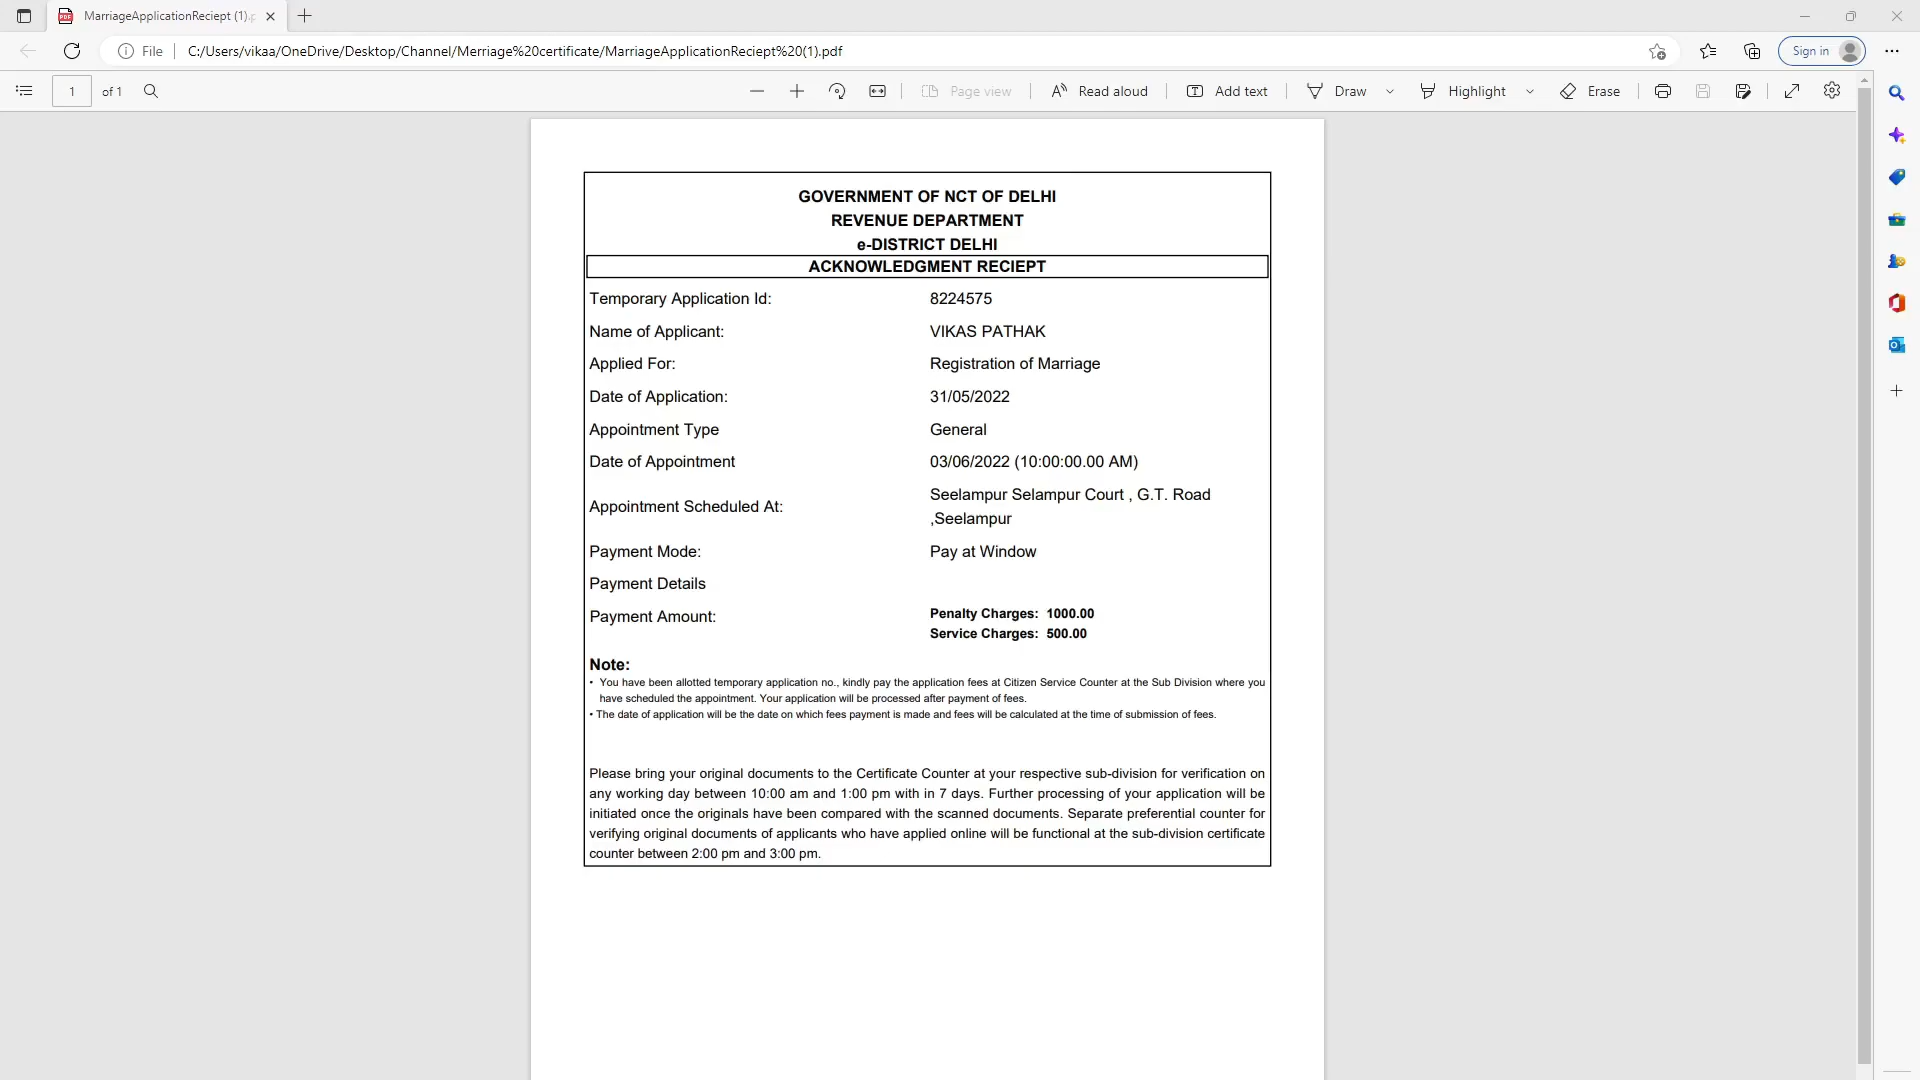 MarriageApplicationReciept (1).p
File
C:/Users/vikaa/OneDrive/Desktop/Channel/Merriage%20certificate/MarriageApplicationReciept%20(1).pdf
Sign in
1 of 1
Page view
Read aloud
Add text
Draw
Highlight
Erase
GOVERNMENT OF NCT OF DELHI
REVENUE DEPARTMENT
e-DISTRICT DELHI
ACKNOWLEDGMENT RECIEPT
Temporary Application Id: 8224575
Name of Applicant: VIKAS PATHAK
Applied For: Registration of Marriage
Date of Application: 31/05/2022
Appointment Type General
Date of Appointment 03/06/2022 (10:00:00.00 AM)
Appointment Scheduled At: Seelampur Selampur Court , G.T. Road
,Seelampur
Payment Mode: Pay at Window
Payment Details
Payment Amount: Penalty Charges: 1000.00
Service Charges: 500.00
Note:
• You have been allotted temporary application no., kindly pay the application fees at Citizen Service Counter at the Sub Division where you
have scheduled the appointment. Your application will be processed after payment of fees.
• The date of application will be the date on which fees payment is made and fees will be calculated at the time of submission of fees.
Please bring your original documents to the Certificate Counter at your respective sub-division for verification on
any working day between 10:00 am and 1:00 pm with in 7 days. Further processing of your application will be
initiated once the originals have been compared with the scanned documents. Separate preferential counter for
verifying original documents of applicants who have applied online will be functional at the sub-division certificate
counter between 2:00 pm and 3:00 pm.